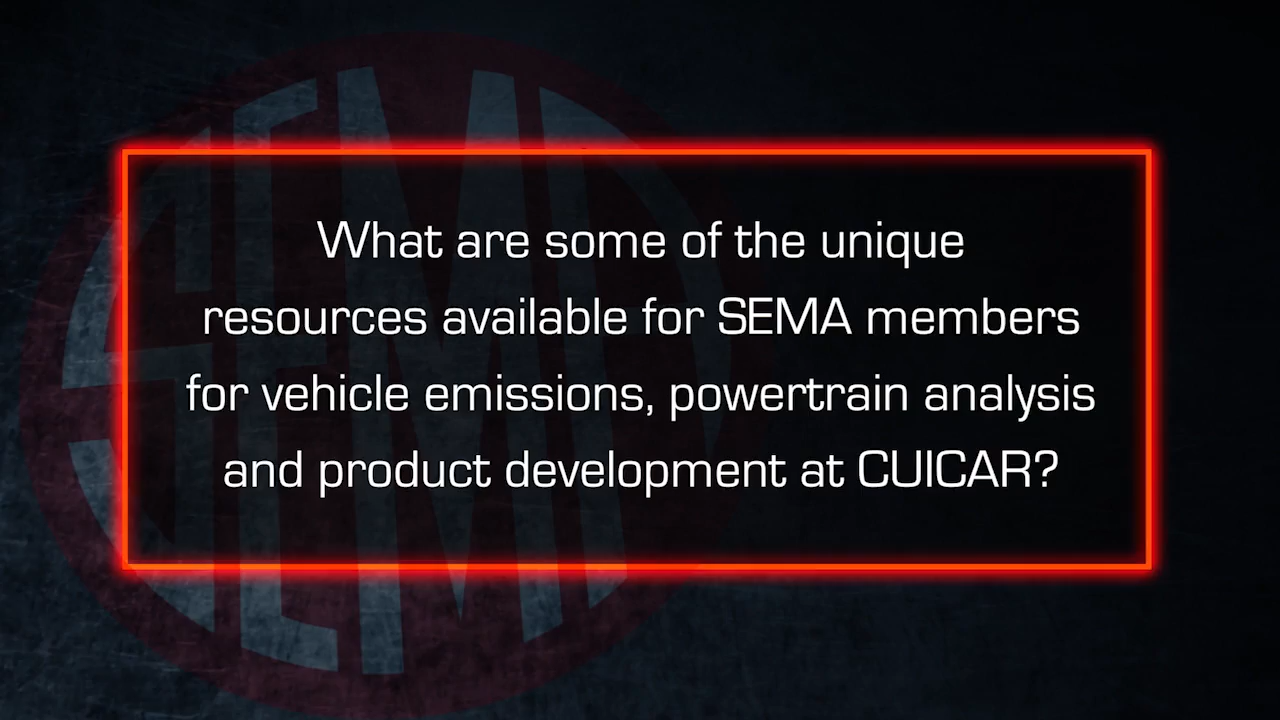 SEMA
What are some of the unique
resources available for SEMA members
for vehicle emissions, powertrain analysis
and product development at CUICAR?